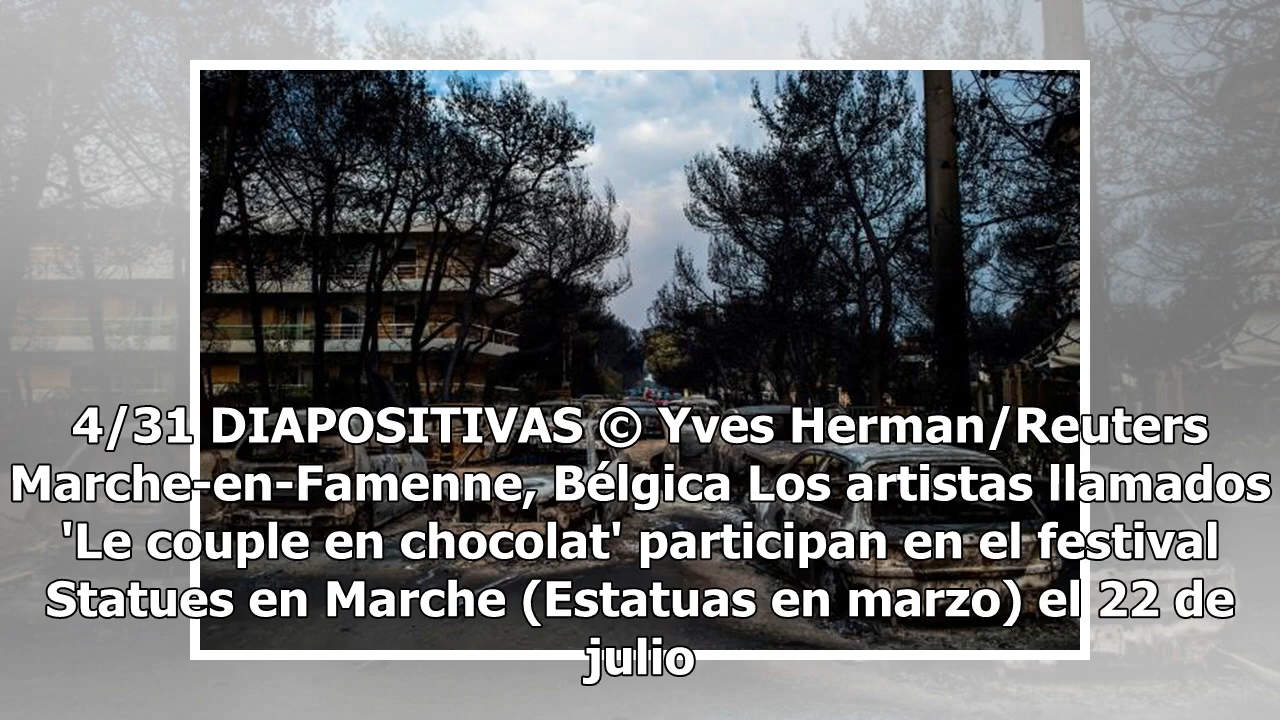 4/31 DIAPOSITIVAS © Yves Herman/Reuters
Marche-en-Famenne, Bélgica Los artistas llamados
'Le couple en chocolat' participan en el festival
Statues en Marche (Estatuas en marzo) el 22 de
julio